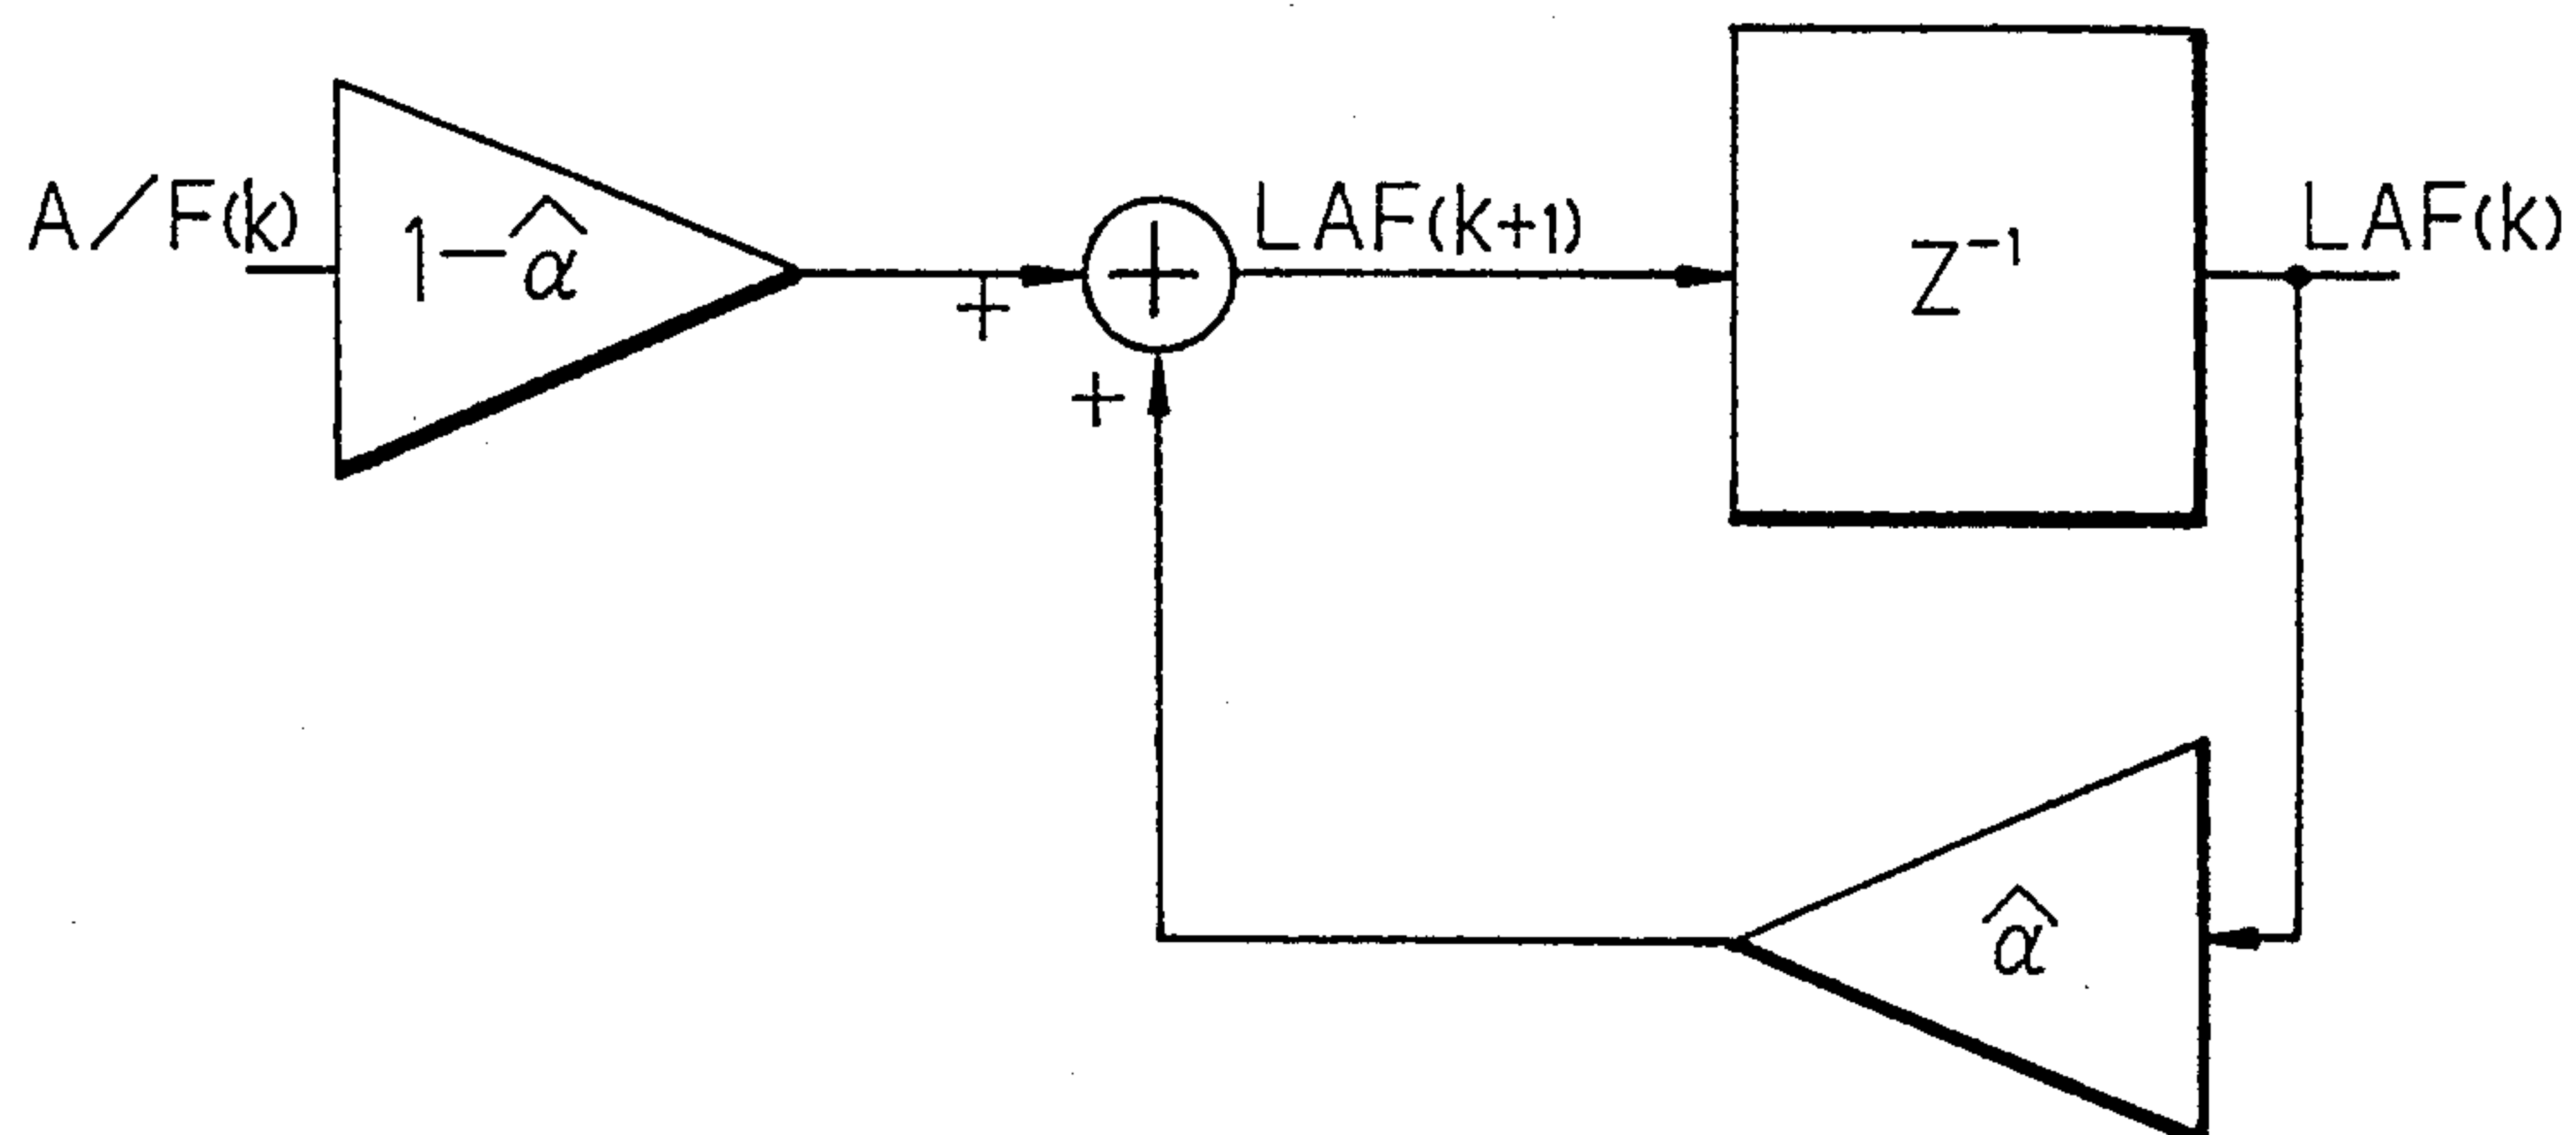 A/F(k)
1-α̂
+
+
+
LAF(k+1)
Z⁻¹
LAF(k)
α̂